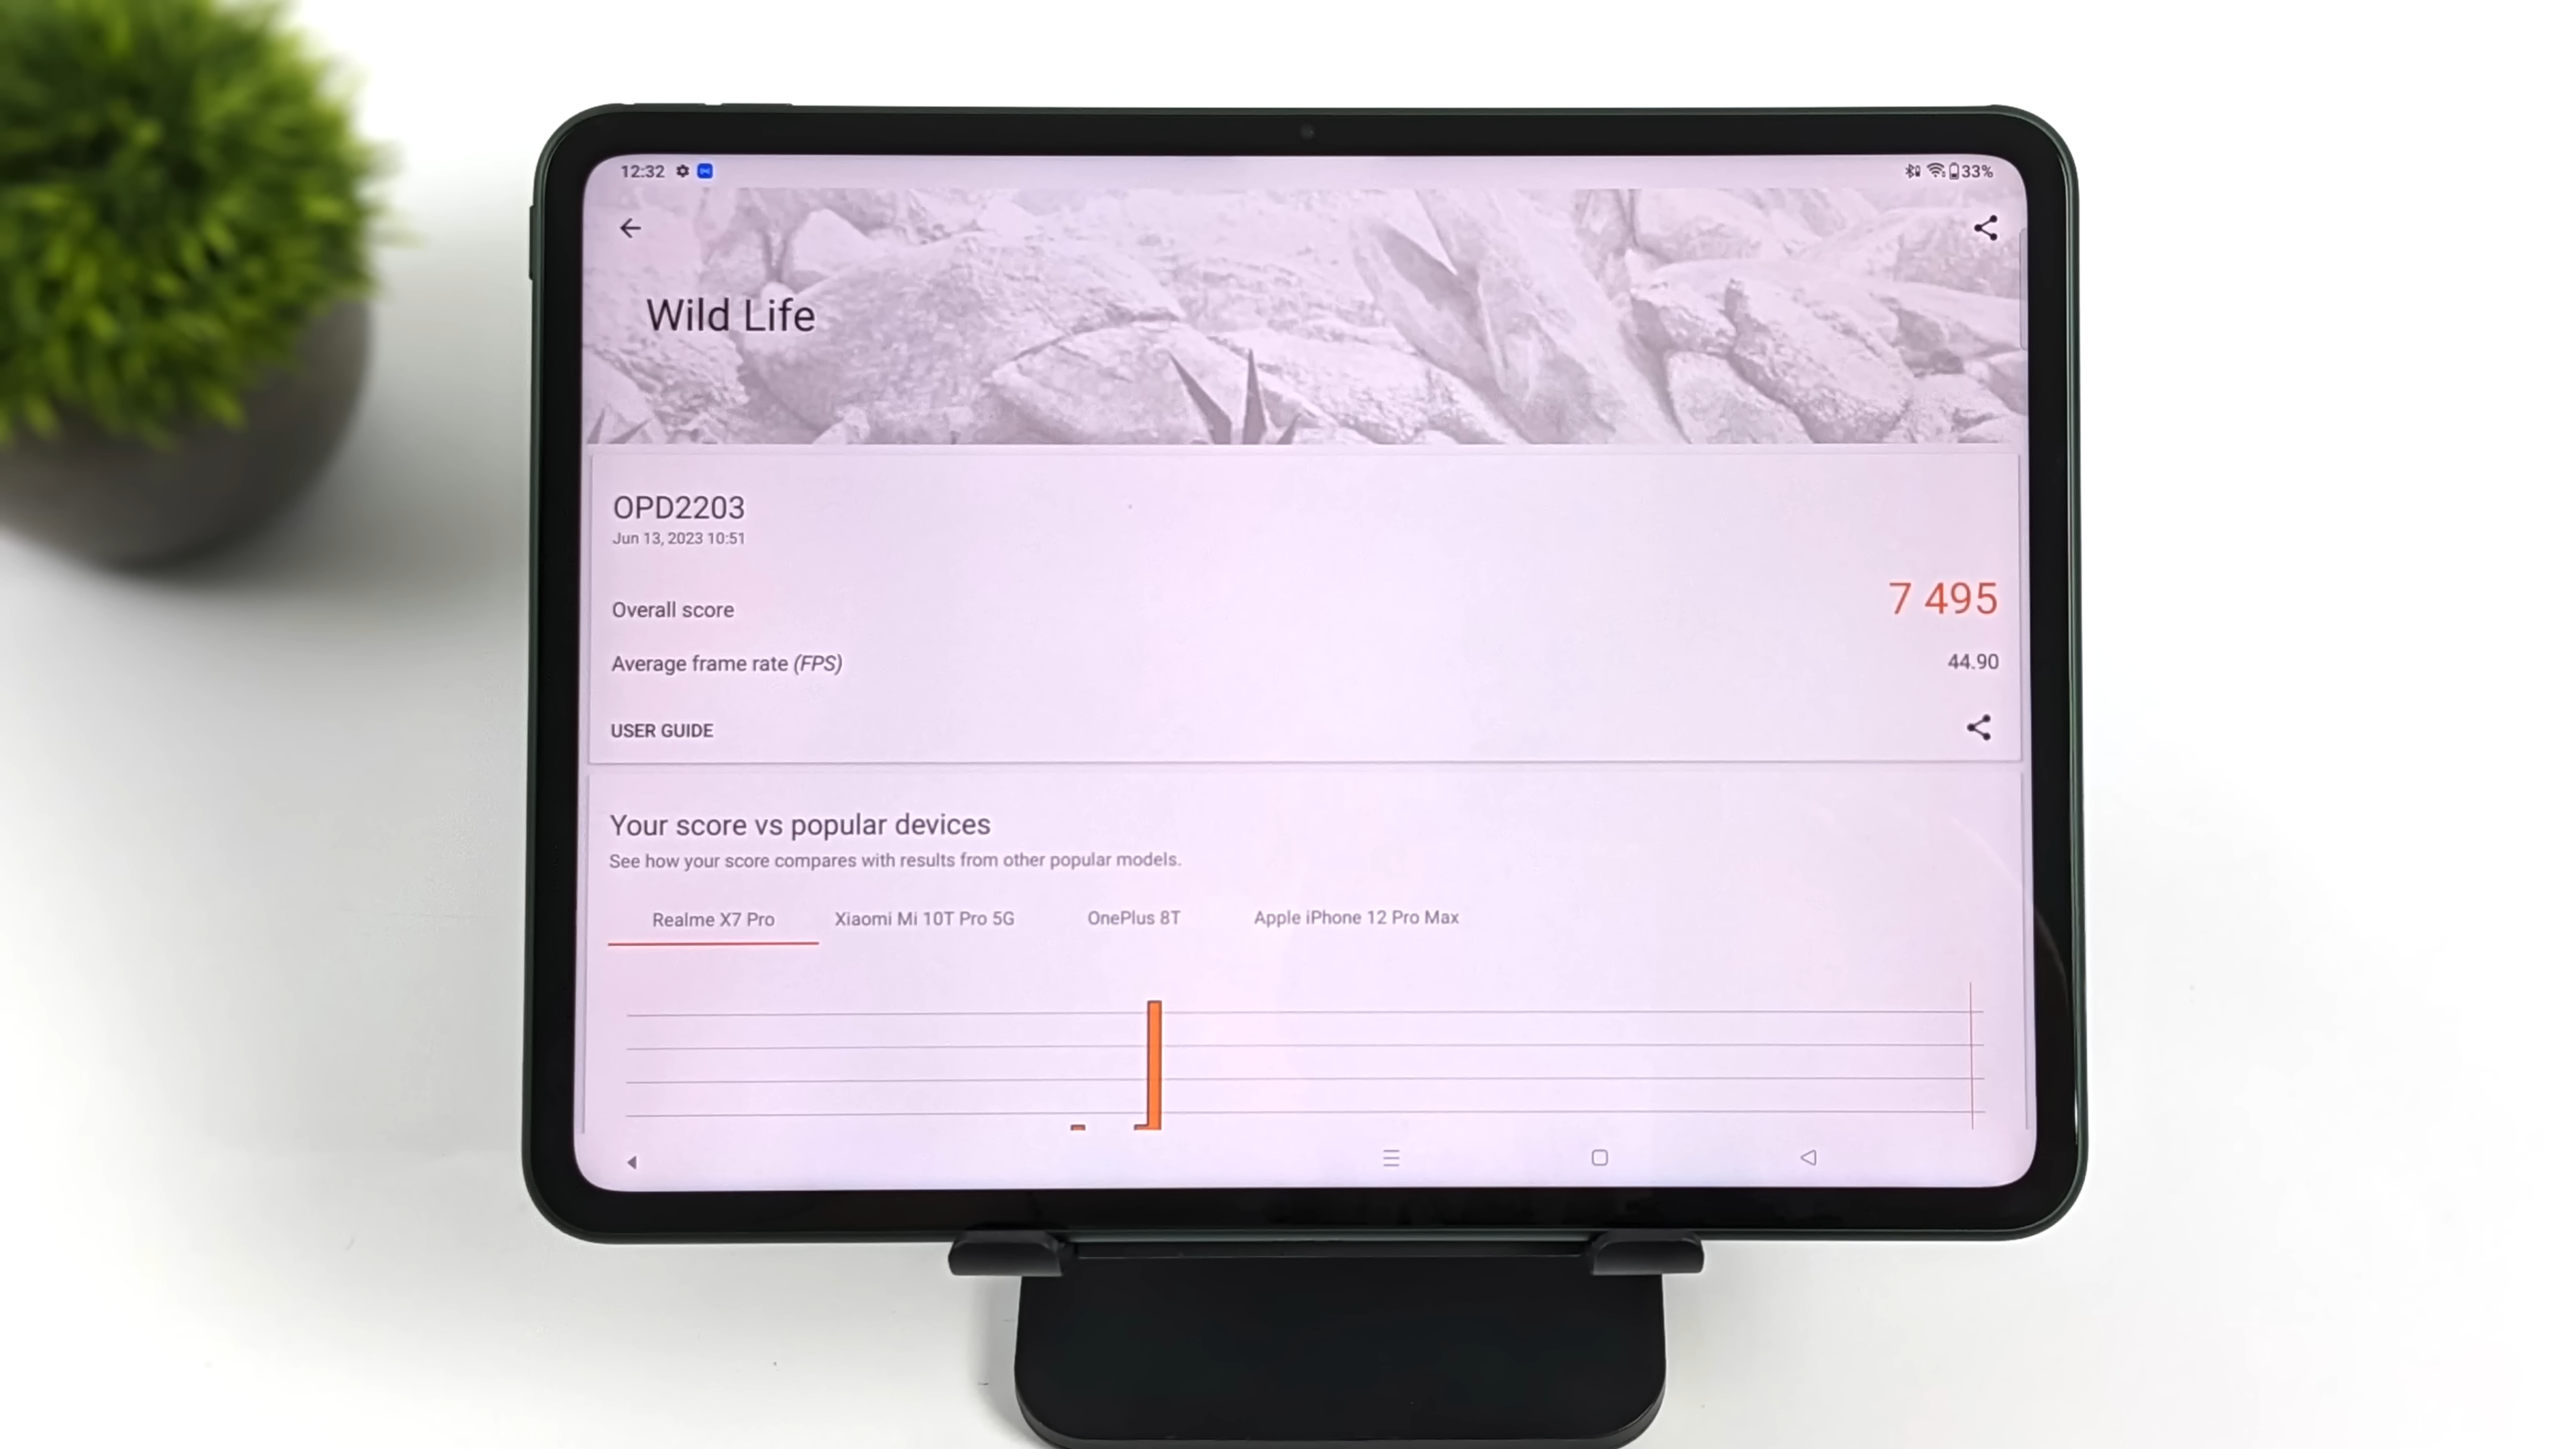 12:32 33%
Wild Life
OPD2203
Jun 13, 2023 10:51
Overall score 7 495
Average frame rate (FPS) 44.90
USER GUIDE
Your score vs popular devices
See how your score compares with results from other popular models.
Realme X7 Pro Xiaomi Mi 10T Pro 5G OnePlus 8T Apple iPhone 12 Pro Max